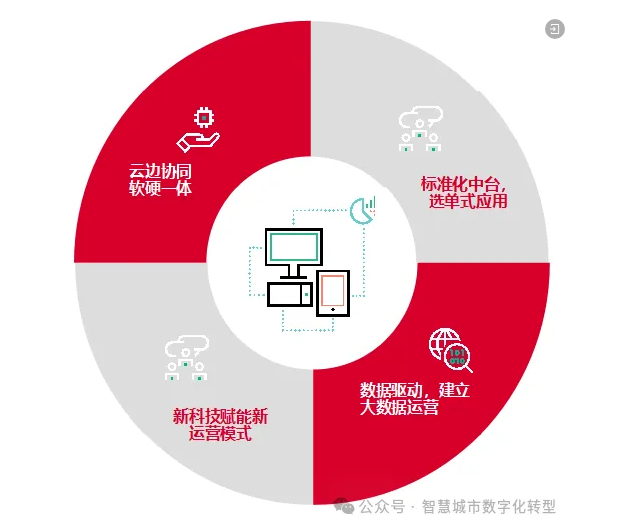 云边协同
软硬一体
标准化中台，
选单式应用
新科技赋能新
运营模式
数据驱动，建立
大数据运营
101
010
公众号 · 智慧城市数字化转型